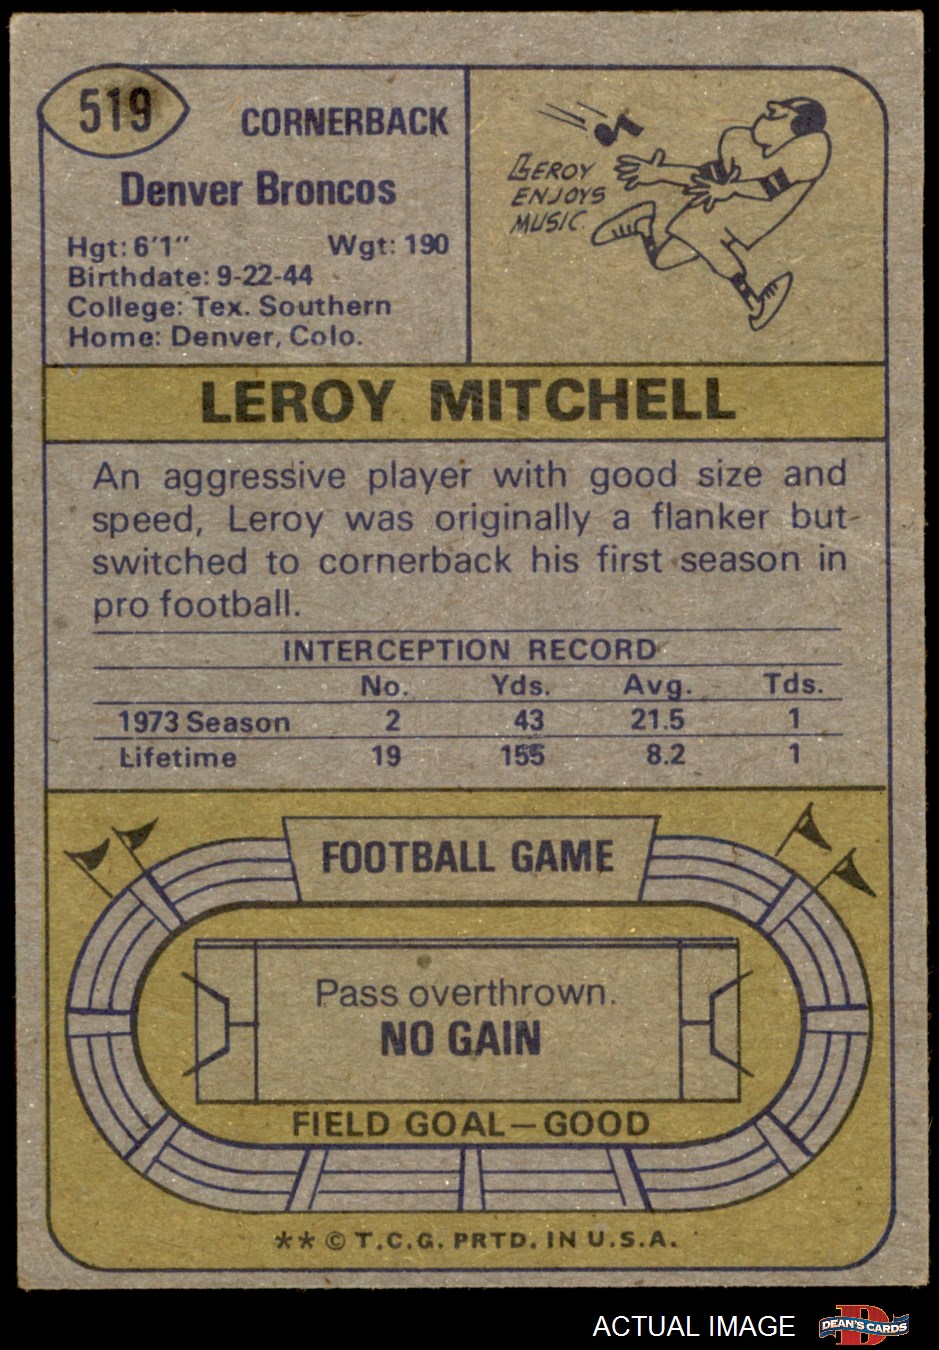 519
CORNERBACK
Denver Broncos
Hgt: 6'1" Wgt: 190
Birthdate: 9-22-44
College: Tex. Southern
Home: Denver, Colo.
LEROY
ENJOYS
MUSIC.
LEROY MITCHELL
An aggressive player with good size and
speed, Leroy was originally a flanker but
switched to cornerback his first season in
pro football.
INTERCEPTION RECORD
No. Yds. Avg. Tds.
1973 Season 2 43 21.5 1
Lifetime 19 155 8.2 1
FOOTBALL GAME
Pass overthrown.
NO GAIN
FIELD GOAL—GOOD
** © T.C.G. PRTD. IN U.S.A.
ACTUAL IMAGE
D
DEAN'S CARDS